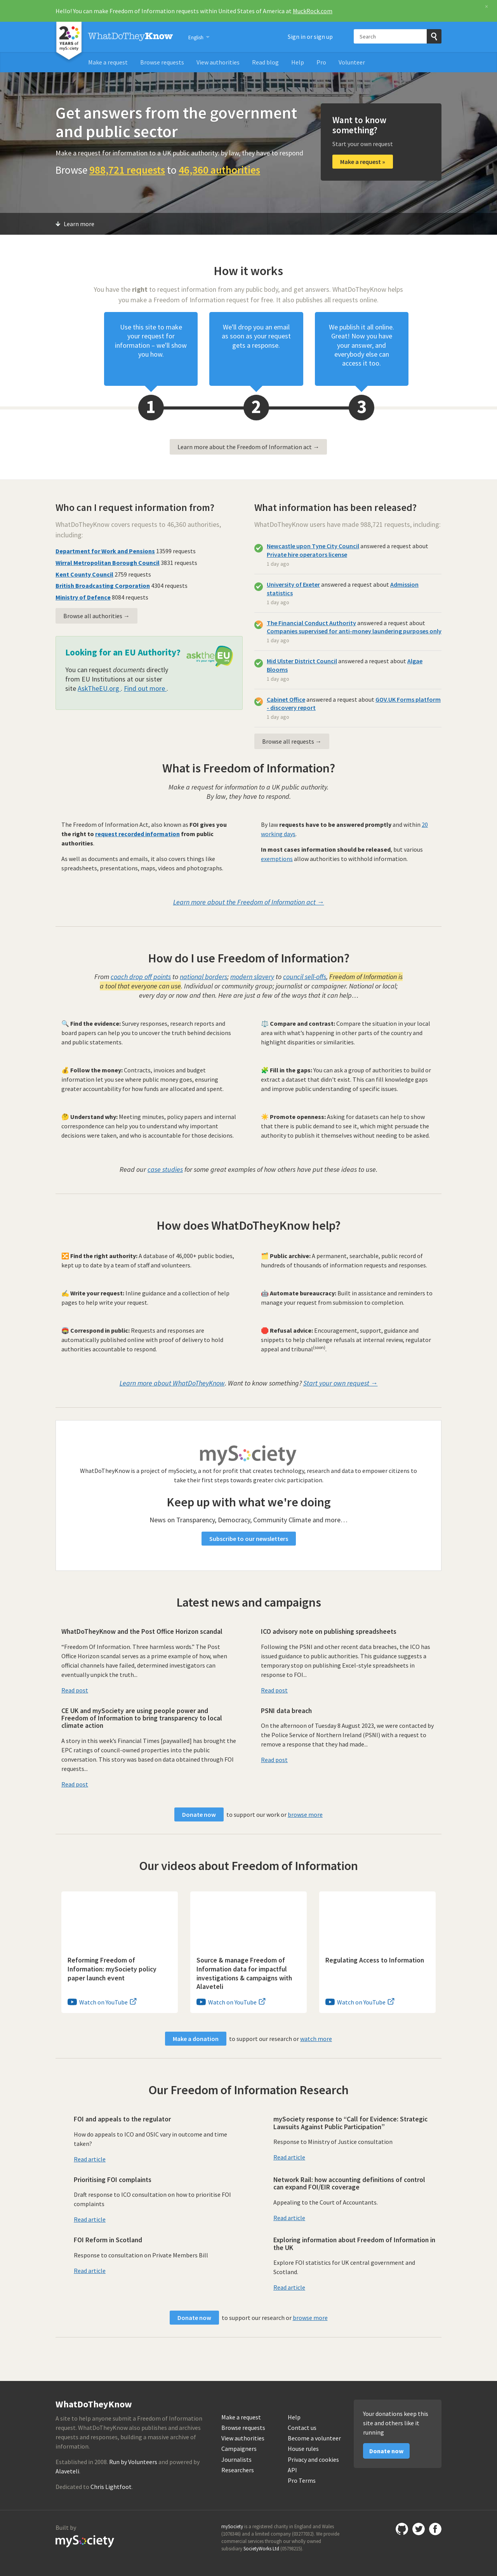 Hello! You can make Freedom of Information requests within United States of America at MuckRock.com
×
20
YEARS of
mySociety
WhatDoTheyKnow
English
Sign in or sign up
Search
Make a request
Browse requests
View authorities
Read blog
Help
Pro
Volunteer
Get answers from the government
and public sector
Make a request for information to a UK public authority: by law, they have to respond
Browse 988,721 requests to 46,360 authorities
Want to know
something?
Start your own request
Make a request »
Learn more
How it works
You have the right to request information from any public body, and get answers. WhatDoTheyKnow helps
you make a Freedom of Information request for free. It also publishes all requests online.
Use this site to make
your request for
information – we'll show
you how.
We'll drop you an email
as soon as your request
gets a response.
We publish it all online.
Great! Now you have
your answer, and
everybody else can
access it too.
1
2
3
Learn more about the Freedom of Information act →
Who can I request information from?
WhatDoTheyKnow covers requests to 46,360 authorities,
including:
Department for Work and Pensions 13599 requests
Wirral Metropolitan Borough Council 3831 requests
Kent County Council 2759 requests
British Broadcasting Corporation 4304 requests
Ministry of Defence 8084 requests
Browse all authorities →
Looking for an EU Authority?
asktheEU
You can request documents directly
from EU Institutions at our sister
site AskTheEU.org . Find out more .
What information has been released?
WhatDoTheyKnow users have made 988,721 requests, including:
Newcastle upon Tyne City Council answered a request about
Private hire operators license
1 day ago
University of Exeter answered a request about Admission
statistics
1 day ago
The Financial Conduct Authority answered a request about
Companies supervised for anti-money laundering purposes only
1 day ago
Mid Ulster District Council answered a request about Algae
Blooms
1 day ago
Cabinet Office answered a request about GOV.UK Forms platform
- discovery report
1 day ago
Browse all requests →
What is Freedom of Information?
Make a request for information to a UK public authority.
By law, they have to respond.
The Freedom of Information Act, also known as FOI gives you
the right to request recorded information from public
authorities.
As well as documents and emails, it also covers things like
spreadsheets, presentations, maps, videos and photographs.
By law requests have to be answered promptly and within 20
working days.
In most cases information should be released, but various
exemptions allow authorities to withhold information.
Learn more about the Freedom of Information act →
How do I use Freedom of Information?
From coach drop off points to national borders; modern slavery to council sell-offs, Freedom of Information is
a tool that everyone can use. Individual or community group; journalist or campaigner. National or local;
every day or now and then. Here are just a few of the ways that it can help…
🔍 Find the evidence: Survey responses, research reports and
board papers can help you to uncover the truth behind decisions
and public statements.
⚖️ Compare and contrast: Compare the situation in your local
area with what's happening in other parts of the country and
highlight disparities or similarities.
💰 Follow the money: Contracts, invoices and budget
information let you see where public money goes, ensuring
greater accountability for how funds are allocated and spent.
🧩 Fill in the gaps: You can ask a group of authorities to build or
extract a dataset that didn't exist. This can fill knowledge gaps
and improve public understanding of specific issues.
🤔 Understand why: Meeting minutes, policy papers and internal
correspondence can help you to understand why important
decisions were taken, and who is accountable for those decisions.
☀️ Promote openness: Asking for datasets can help to show
that there is public demand to see it, which might persuade the
authority to publish it themselves without needing to be asked.
Read our case studies for some great examples of how others have put these ideas to use.
How does WhatDoTheyKnow help?
🔀 Find the right authority: A database of 46,000+ public bodies,
kept up to date by a team of staff and volunteers.
🗂️ Public archive: A permanent, searchable, public record of
hundreds of thousands of information requests and responses.
✍️ Write your request: Inline guidance and a collection of help
pages to help write your request.
🤖 Automate bureaucracy: Built in assistance and reminders to
manage your request from submission to completion.
Correspond in public: Requests and responses are
automatically published online with proof of delivery to hold
authorities accountable to respond.
🛑 Refusal advice: Encouragement, support, guidance and
snippets to help challenge refusals at internal review, regulator
appeal and tribunal(soon).
Learn more about WhatDoTheyKnow. Want to know something? Start your own request →
mySociety
WhatDoTheyKnow is a project of mySociety, a not for profit that creates technology, research and data to empower citizens to
take their first steps towards greater civic participation.
Keep up with what we're doing
News on Transparency, Democracy, Community Climate and more…
Subscribe to our newsletters
Latest news and campaigns
WhatDoTheyKnow and the Post Office Horizon scandal
“Freedom Of Information. Three harmless words.” The Post
Office Horizon scandal serves as a prime example of how, when
official channels have failed, determined investigators can
eventually unpick the truth...
Read post
ICO advisory note on publishing spreadsheets
Following the PSNI and other recent data breaches, the ICO has
issued guidance to public authorities. This guidance suggests a
temporary stop on publishing Excel-style spreadsheets in
response to FOI...
Read post
CE UK and mySociety are using people power and
Freedom of Information to bring transparency to local
climate action
A story in this week's Financial Times [paywalled] has brought the
EPC ratings of council-owned properties into the public
conversation. This story was based on data obtained through FOI
requests...
Read post
PSNI data breach
On the afternoon of Tuesday 8 August 2023, we were contacted by
the Police Service of Northern Ireland (PSNI) with a request to
remove a response that they had made...
Read post
Donate now to support our work or browse more
Our videos about Freedom of Information
Reforming Freedom of
Information: mySociety policy
paper launch event
Watch on YouTube
Source & manage Freedom of
Information data for impactful
investigations & campaigns with
Alaveteli
Watch on YouTube
Regulating Access to Information
Watch on YouTube
Make a donation to support our research or watch more
Our Freedom of Information Research
FOI and appeals to the regulator
How do appeals to ICO and OSIC vary in outcome and time
taken?
Read article
mySociety response to “Call for Evidence: Strategic
Lawsuits Against Public Participation”
Response to Ministry of Justice consultation
Read article
Prioritising FOI complaints
Draft response to ICO consultation on how to prioritise FOI
complaints
Read article
Network Rail: how accounting definitions of control
can expand FOI/EIR coverage
Appealing to the Court of Accountants.
Read article
FOI Reform in Scotland
Response to consultation on Private Members Bill
Read article
Exploring information about Freedom of Information in
the UK
Explore FOI statistics for UK central government and
Scotland.
Read article
Donate now to support our research or browse more
WhatDoTheyKnow
A site to help anyone submit a Freedom of Information
request. WhatDoTheyKnow also publishes and archives
requests and responses, building a massive archive of
information.
Established in 2008. Run by Volunteers and powered by
Alaveteli.
Dedicated to Chris Lightfoot.
Make a request
Browse requests
View authorities
Campaigners
Journalists
Researchers
Help
Contact us
Become a volunteer
House rules
Privacy and cookies
API
Pro Terms
Your donations keep this
site and others like it
running
Donate now
Built by
mySociety
mySociety is a registered charity in England and Wales
(1076346) and a limited company (03277032). We provide
commercial services through our wholly owned
subsidiary SocietyWorks Ltd (05798215).